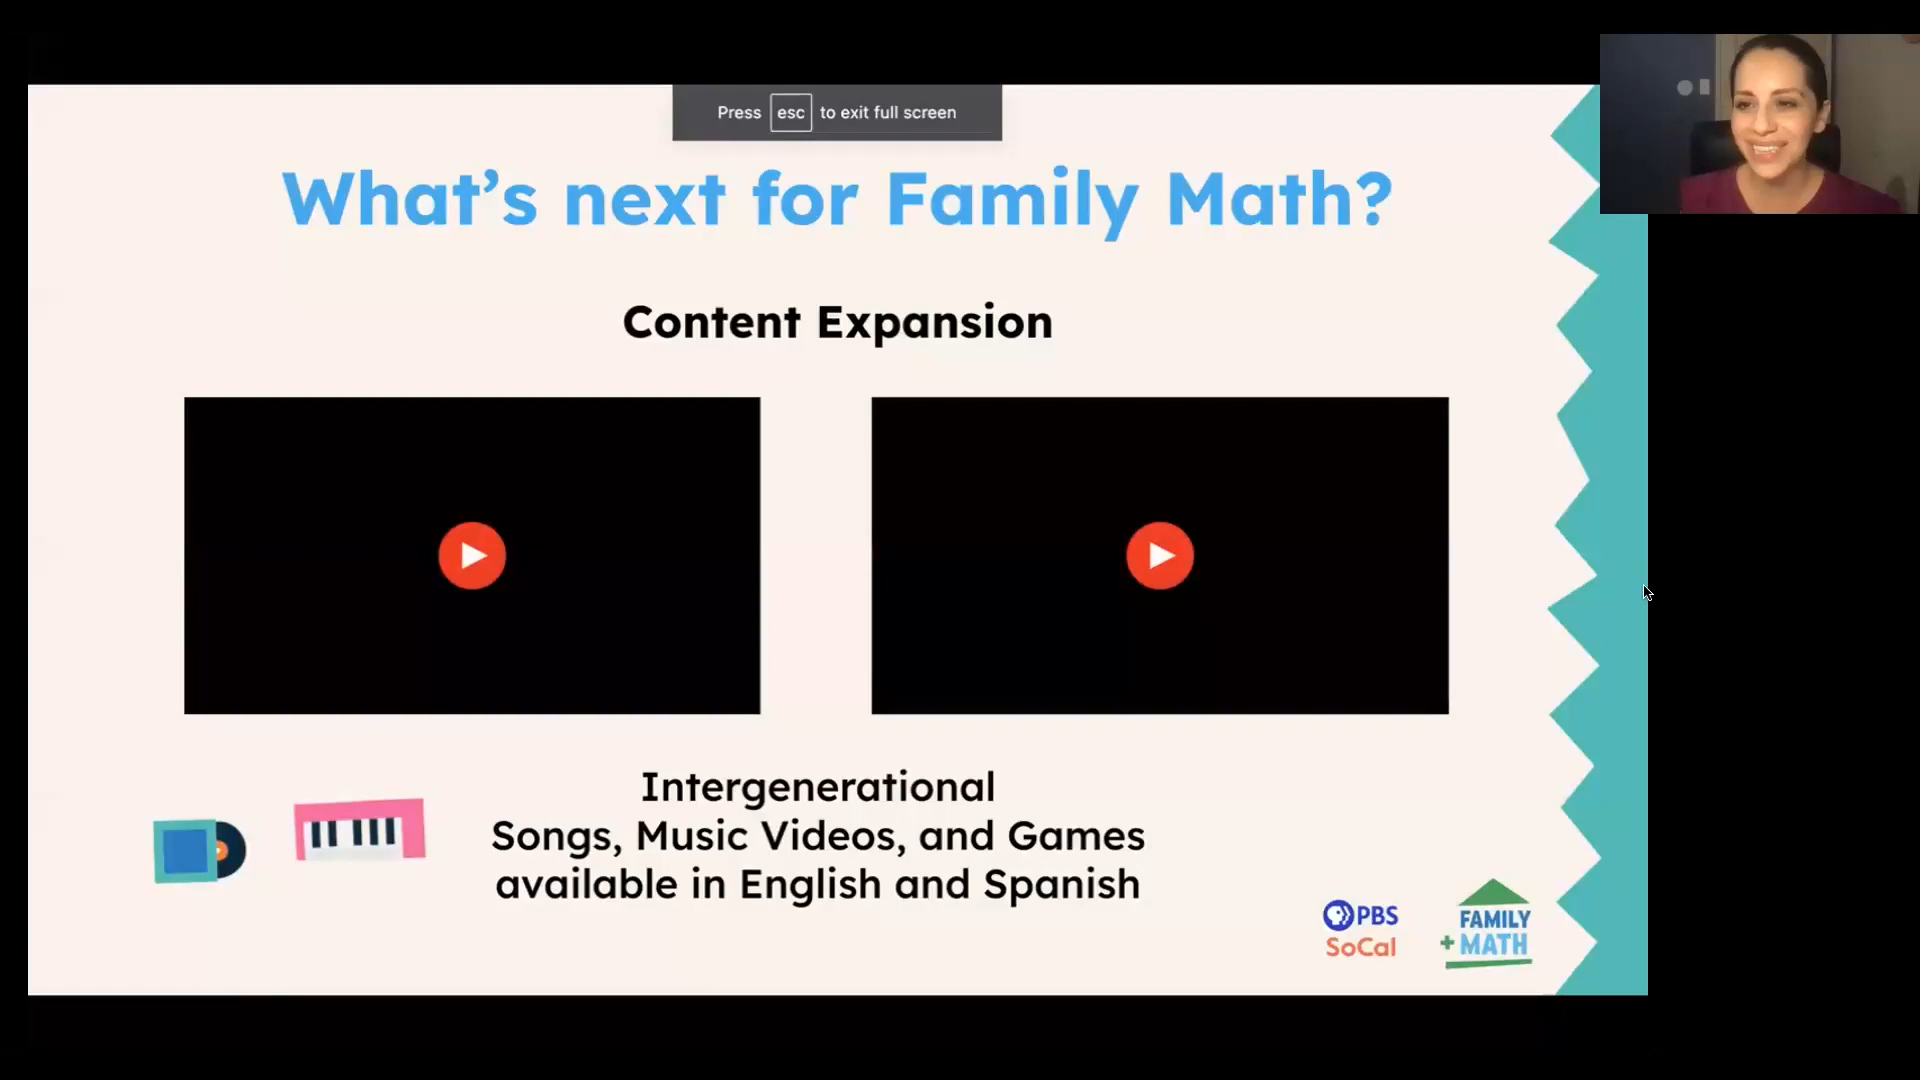 Press esc to exit full screen
What's next for Family Math?
Content Expansion
Intergenerational
Songs, Music Videos, and Games
available in English and Spanish
PBS
SoCal
FAMILY
+MATH